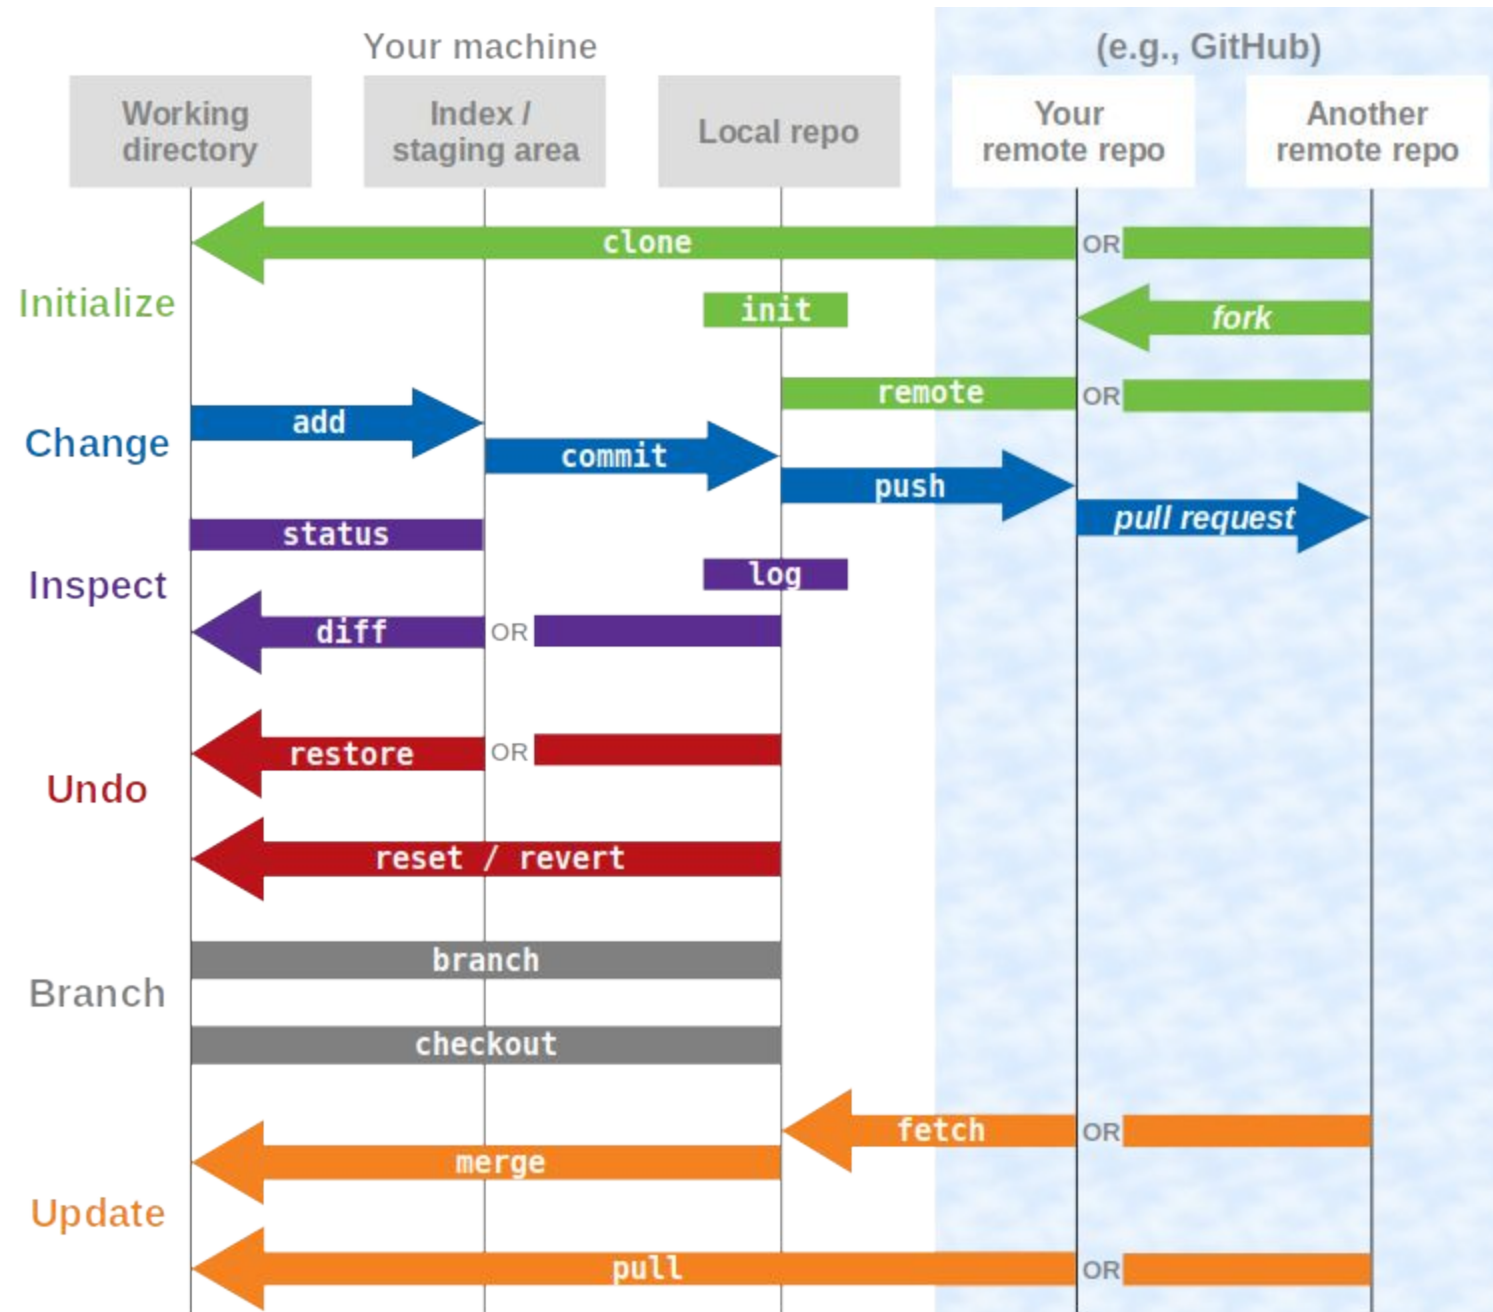 Your machine
(e.g., GitHub)
Working
directory
Index /
staging area
Local repo
Your
remote repo
Another
remote repo
clone
OR
Initialize
init
fork
remote
OR
Change
add
commit
push
pull request
status
Inspect
log
diff
OR
restore
OR
Undo
reset / revert
branch
Branch
checkout
fetch
OR
merge
Update
pull
OR